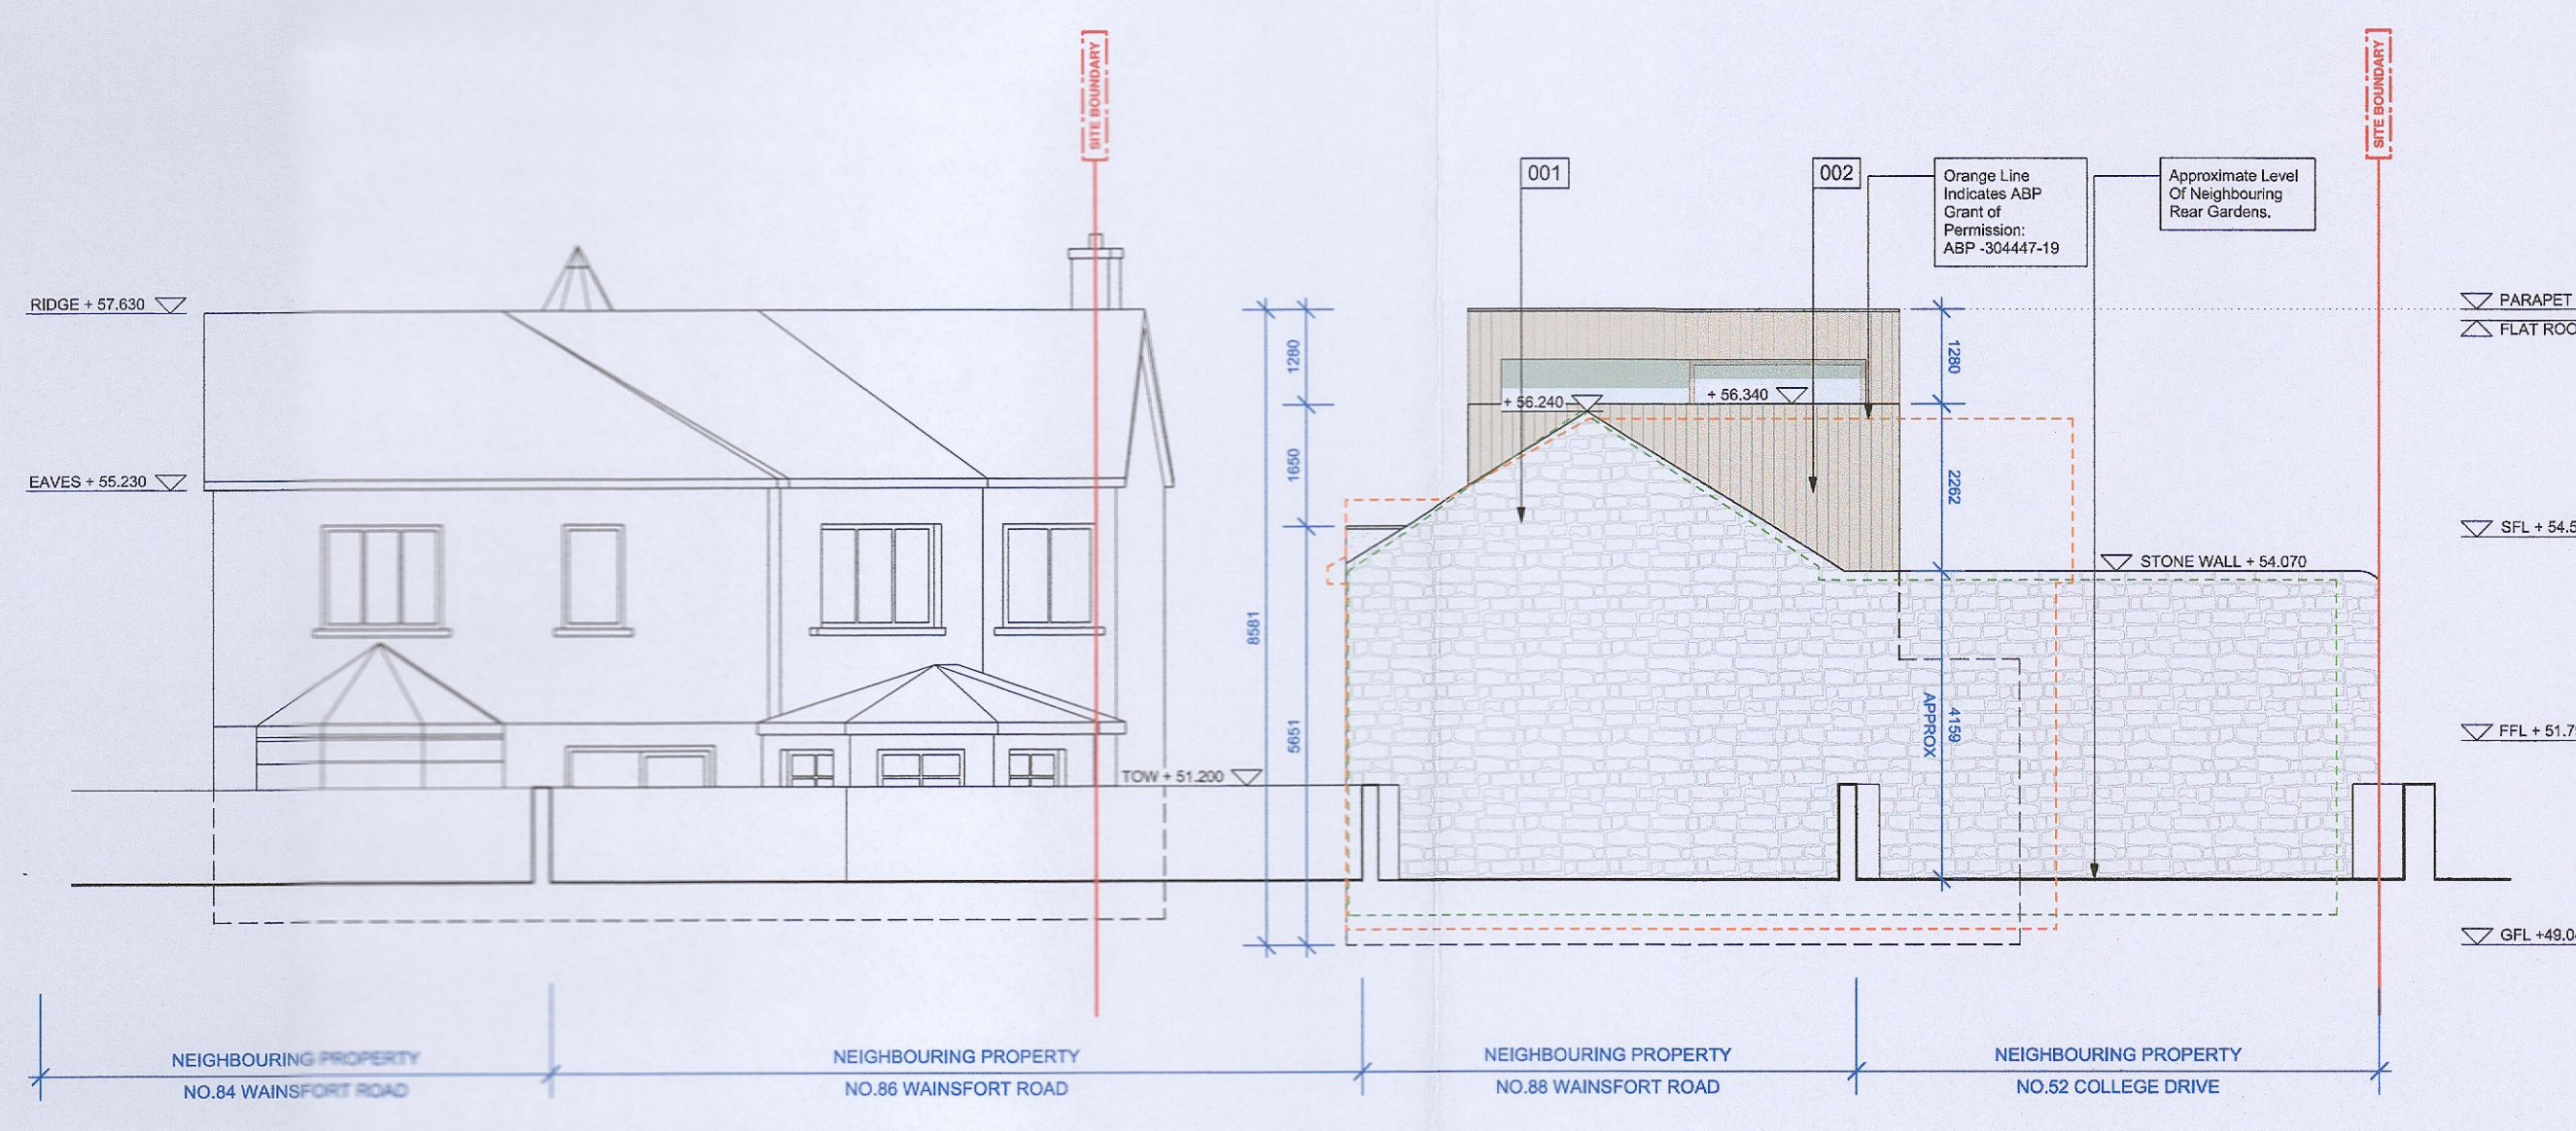 SITE BOUNDARY
SITE BOUNDARY
001
002
Orange Line
Indicates ABP
Grant of
Permission:
ABP -304447-19
Approximate Level
Of Neighbouring
Rear Gardens.
RIDGE + 57.630
PARAPET
FLAT ROO
1280
1280
+ 56.240
+ 56.340
EAVES + 55.230
1650
2262
SFL + 54.5
STONE WALL + 54.070
8581
5651
4159
APPROX
FFL + 51.7
TOW + 51.200
GFL +49.0
NEIGHBOURING PROPERTY
NO.84 WAINSFORT ROAD
NEIGHBOURING PROPERTY
NO.86 WAINSFORT ROAD
NEIGHBOURING PROPERTY
NO.88 WAINSFORT ROAD
NEIGHBOURING PROPERTY
NO.52 COLLEGE DRIVE